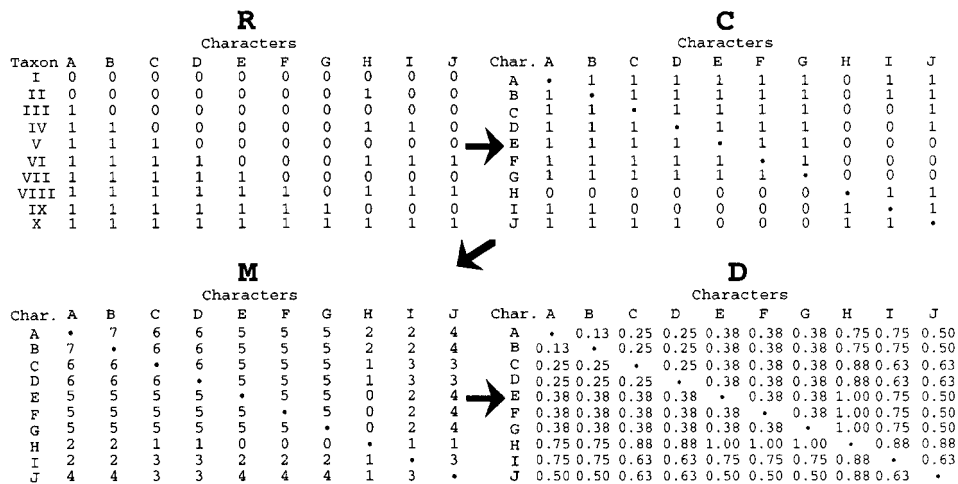 R
Characters
Taxon A B C D E F G H I J
I 0 0 0 0 0 0 0 0 0 0
II 0 0 0 0 0 0 0 1 0 0
III 1 0 0 0 0 0 0 0 0 0
IV 1 1 0 0 0 0 0 1 1 0
V 1 1 1 0 0 0 0 0 0 0
VI 1 1 1 1 0 0 0 1 1 1
VII 1 1 1 1 1 0 0 0 0 0
VIII 1 1 1 1 1 1 0 1 1 1
IX 1 1 1 1 1 1 1 0 0 0
X 1 1 1 1 1 1 1 1 1 1
C
Characters
Char. A B C D E F G H I J
A • 1 1 1 1 1 1 0 1 1
B 1 • 1 1 1 1 1 0 1 1
C 1 1 • 1 1 1 1 0 0 1
D 1 1 1 • 1 1 1 0 0 1
E 1 1 1 1 • 1 1 0 0 0
F 1 1 1 1 1 • 1 0 0 0
G 1 1 1 1 1 1 • 0 0 0
H 0 0 0 0 0 0 0 • 1 1
I 1 1 0 0 0 0 0 1 • 1
J 1 1 1 1 0 0 0 1 1 •
M
Characters
Char. A B C D E F G H I J
A • 7 6 6 5 5 5 2 2 4
B 7 • 6 6 5 5 5 2 2 4
C 6 6 • 6 5 5 5 1 3 3
D 6 6 6 • 5 5 5 1 3 3
E 5 5 5 5 • 5 5 0 2 4
F 5 5 5 5 5 • 5 0 2 4
G 5 5 5 5 5 5 • 0 2 4
H 2 2 1 1 0 0 0 • 1 1
I 2 2 3 3 2 2 2 1 • 3
J 4 4 3 3 4 4 4 1 3 •
D
Characters
Char. A B C D E F G H I J
A • 0.13 0.25 0.25 0.38 0.38 0.38 0.75 0.75 0.50
B 0.13 • 0.25 0.25 0.38 0.38 0.38 0.75 0.75 0.50
C 0.25 0.25 • 0.25 0.38 0.38 0.38 0.88 0.63 0.63
D 0.25 0.25 0.25 • 0.38 0.38 0.38 0.88 0.63 0.63
E 0.38 0.38 0.38 0.38 • 0.38 0.38 1.00 0.75 0.50
F 0.38 0.38 0.38 0.38 0.38 • 0.38 1.00 0.75 0.50
G 0.38 0.38 0.38 0.38 0.38 0.38 • 1.00 0.75 0.50
H 0.75 0.75 0.88 0.88 1.00 1.00 1.00 • 0.88 0.88
I 0.75 0.75 0.63 0.63 0.75 0.75 0.75 0.88 • 0.63
J 0.50 0.50 0.63 0.63 0.50 0.50 0.50 0.88 0.63 •